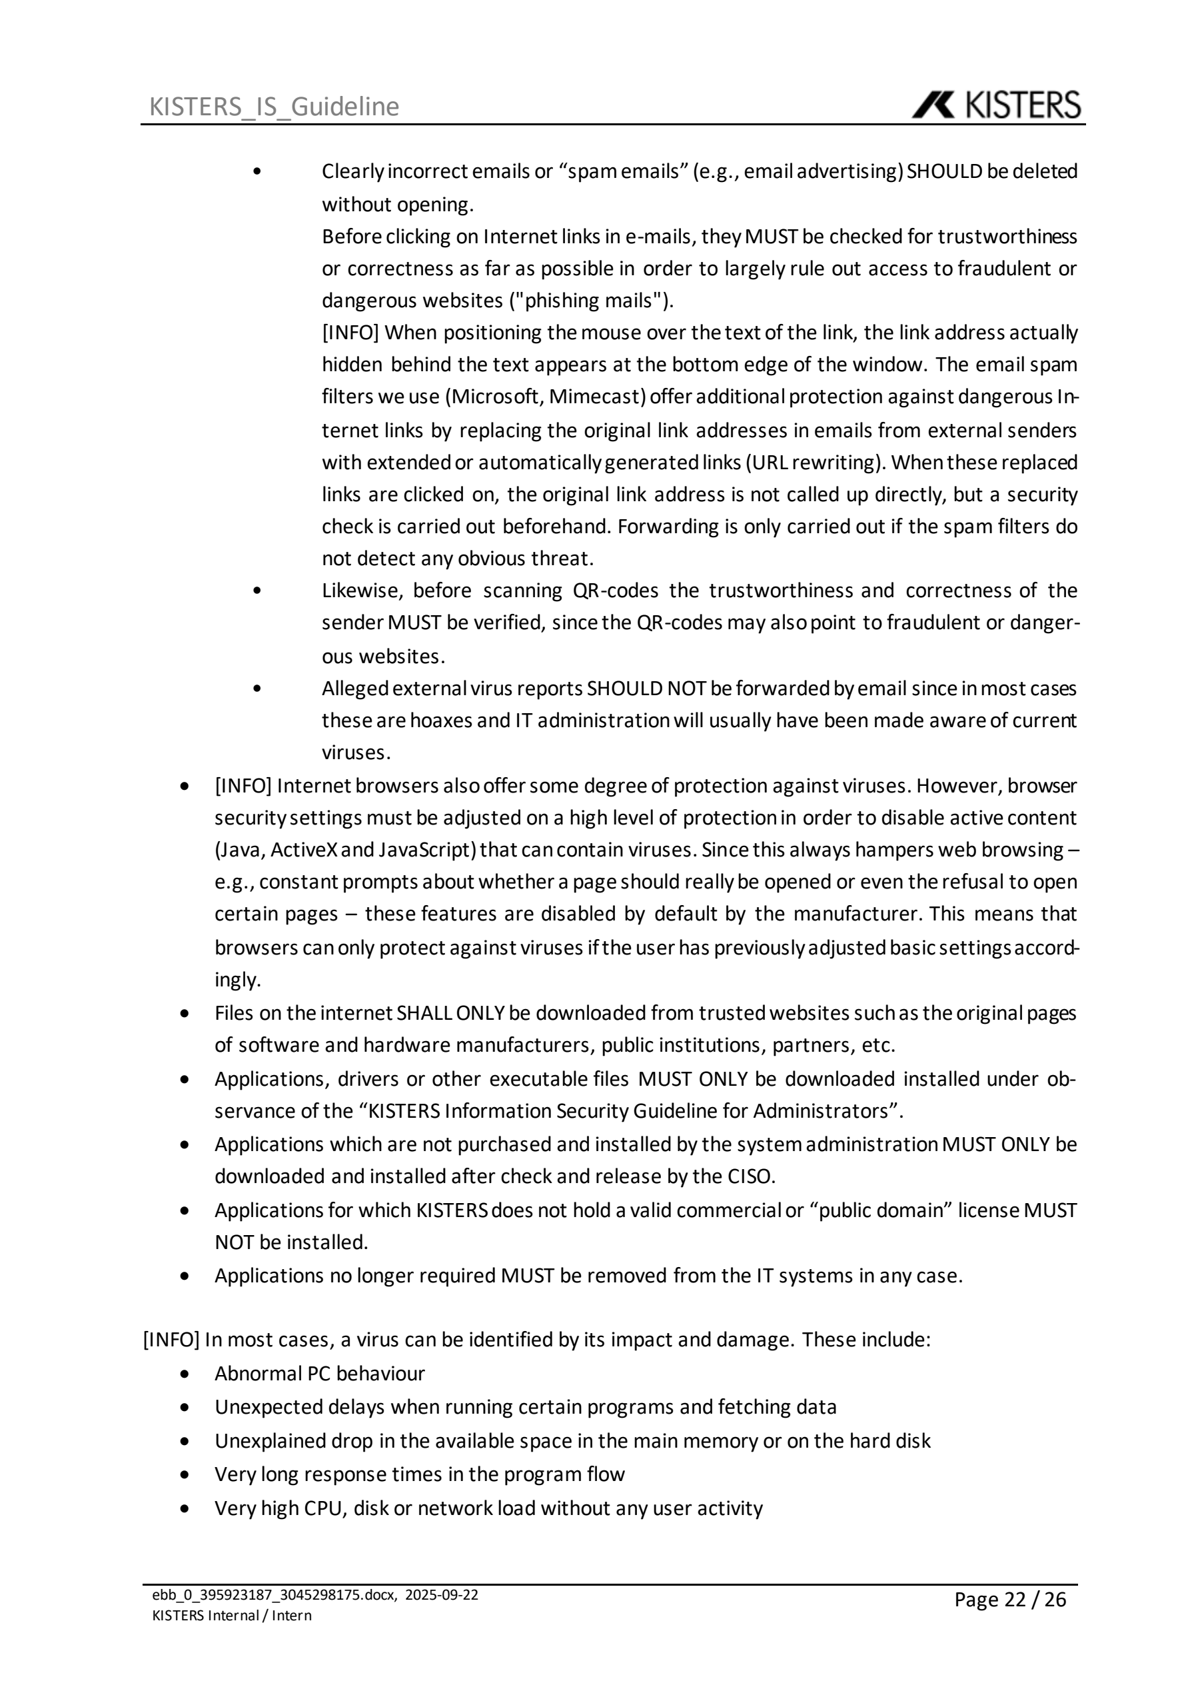 KISTERS_IS_Guideline
KISTERS
• Clearly incorrect emails or “spam emails” (e.g., email advertising) SHOULD be deleted
without opening.
Before clicking on Internet links in e-mails, they MUST be checked for trustworthiness
or correctness as far as possible in order to largely rule out access to fraudulent or
dangerous websites ("phishing mails").
[INFO] When positioning the mouse over the text of the link, the link address actually
hidden behind the text appears at the bottom edge of the window. The email spam
filters we use (Microsoft, Mimecast) offer additional protection against dangerous In-
ternet links by replacing the original link addresses in emails from external senders
with extended or automatically generated links (URL rewriting). When these replaced
links are clicked on, the original link address is not called up directly, but a security
check is carried out beforehand. Forwarding is only carried out if the spam filters do
not detect any obvious threat.
• Likewise, before scanning QR-codes the trustworthiness and correctness of the
sender MUST be verified, since the QR-codes may also point to fraudulent or danger-
ous websites.
• Alleged external virus reports SHOULD NOT be forwarded by email since in most cases
these are hoaxes and IT administration will usually have been made aware of current
viruses.
• [INFO] Internet browsers also offer some degree of protection against viruses. However, browser
security settings must be adjusted on a high level of protection in order to disable active content
(Java, ActiveX and JavaScript) that can contain viruses. Since this always hampers web browsing –
e.g., constant prompts about whether a page should really be opened or even the refusal to open
certain pages – these features are disabled by default by the manufacturer. This means that
browsers can only protect against viruses if the user has previously adjusted basic settings accord-
ingly.
• Files on the internet SHALL ONLY be downloaded from trusted websites such as the original pages
of software and hardware manufacturers, public institutions, partners, etc.
• Applications, drivers or other executable files MUST ONLY be downloaded installed under ob-
servance of the “KISTERS Information Security Guideline for Administrators”.
• Applications which are not purchased and installed by the system administration MUST ONLY be
downloaded and installed after check and release by the CISO.
• Applications for which KISTERS does not hold a valid commercial or “public domain” license MUST
NOT be installed.
• Applications no longer required MUST be removed from the IT systems in any case.
[INFO] In most cases, a virus can be identified by its impact and damage. These include:
• Abnormal PC behaviour
• Unexpected delays when running certain programs and fetching data
• Unexplained drop in the available space in the main memory or on the hard disk
• Very long response times in the program flow
• Very high CPU, disk or network load without any user activity
ebb_0_395923187_3045298175.docx, 2025-09-22
KISTERS Internal / Intern
Page 22 / 26